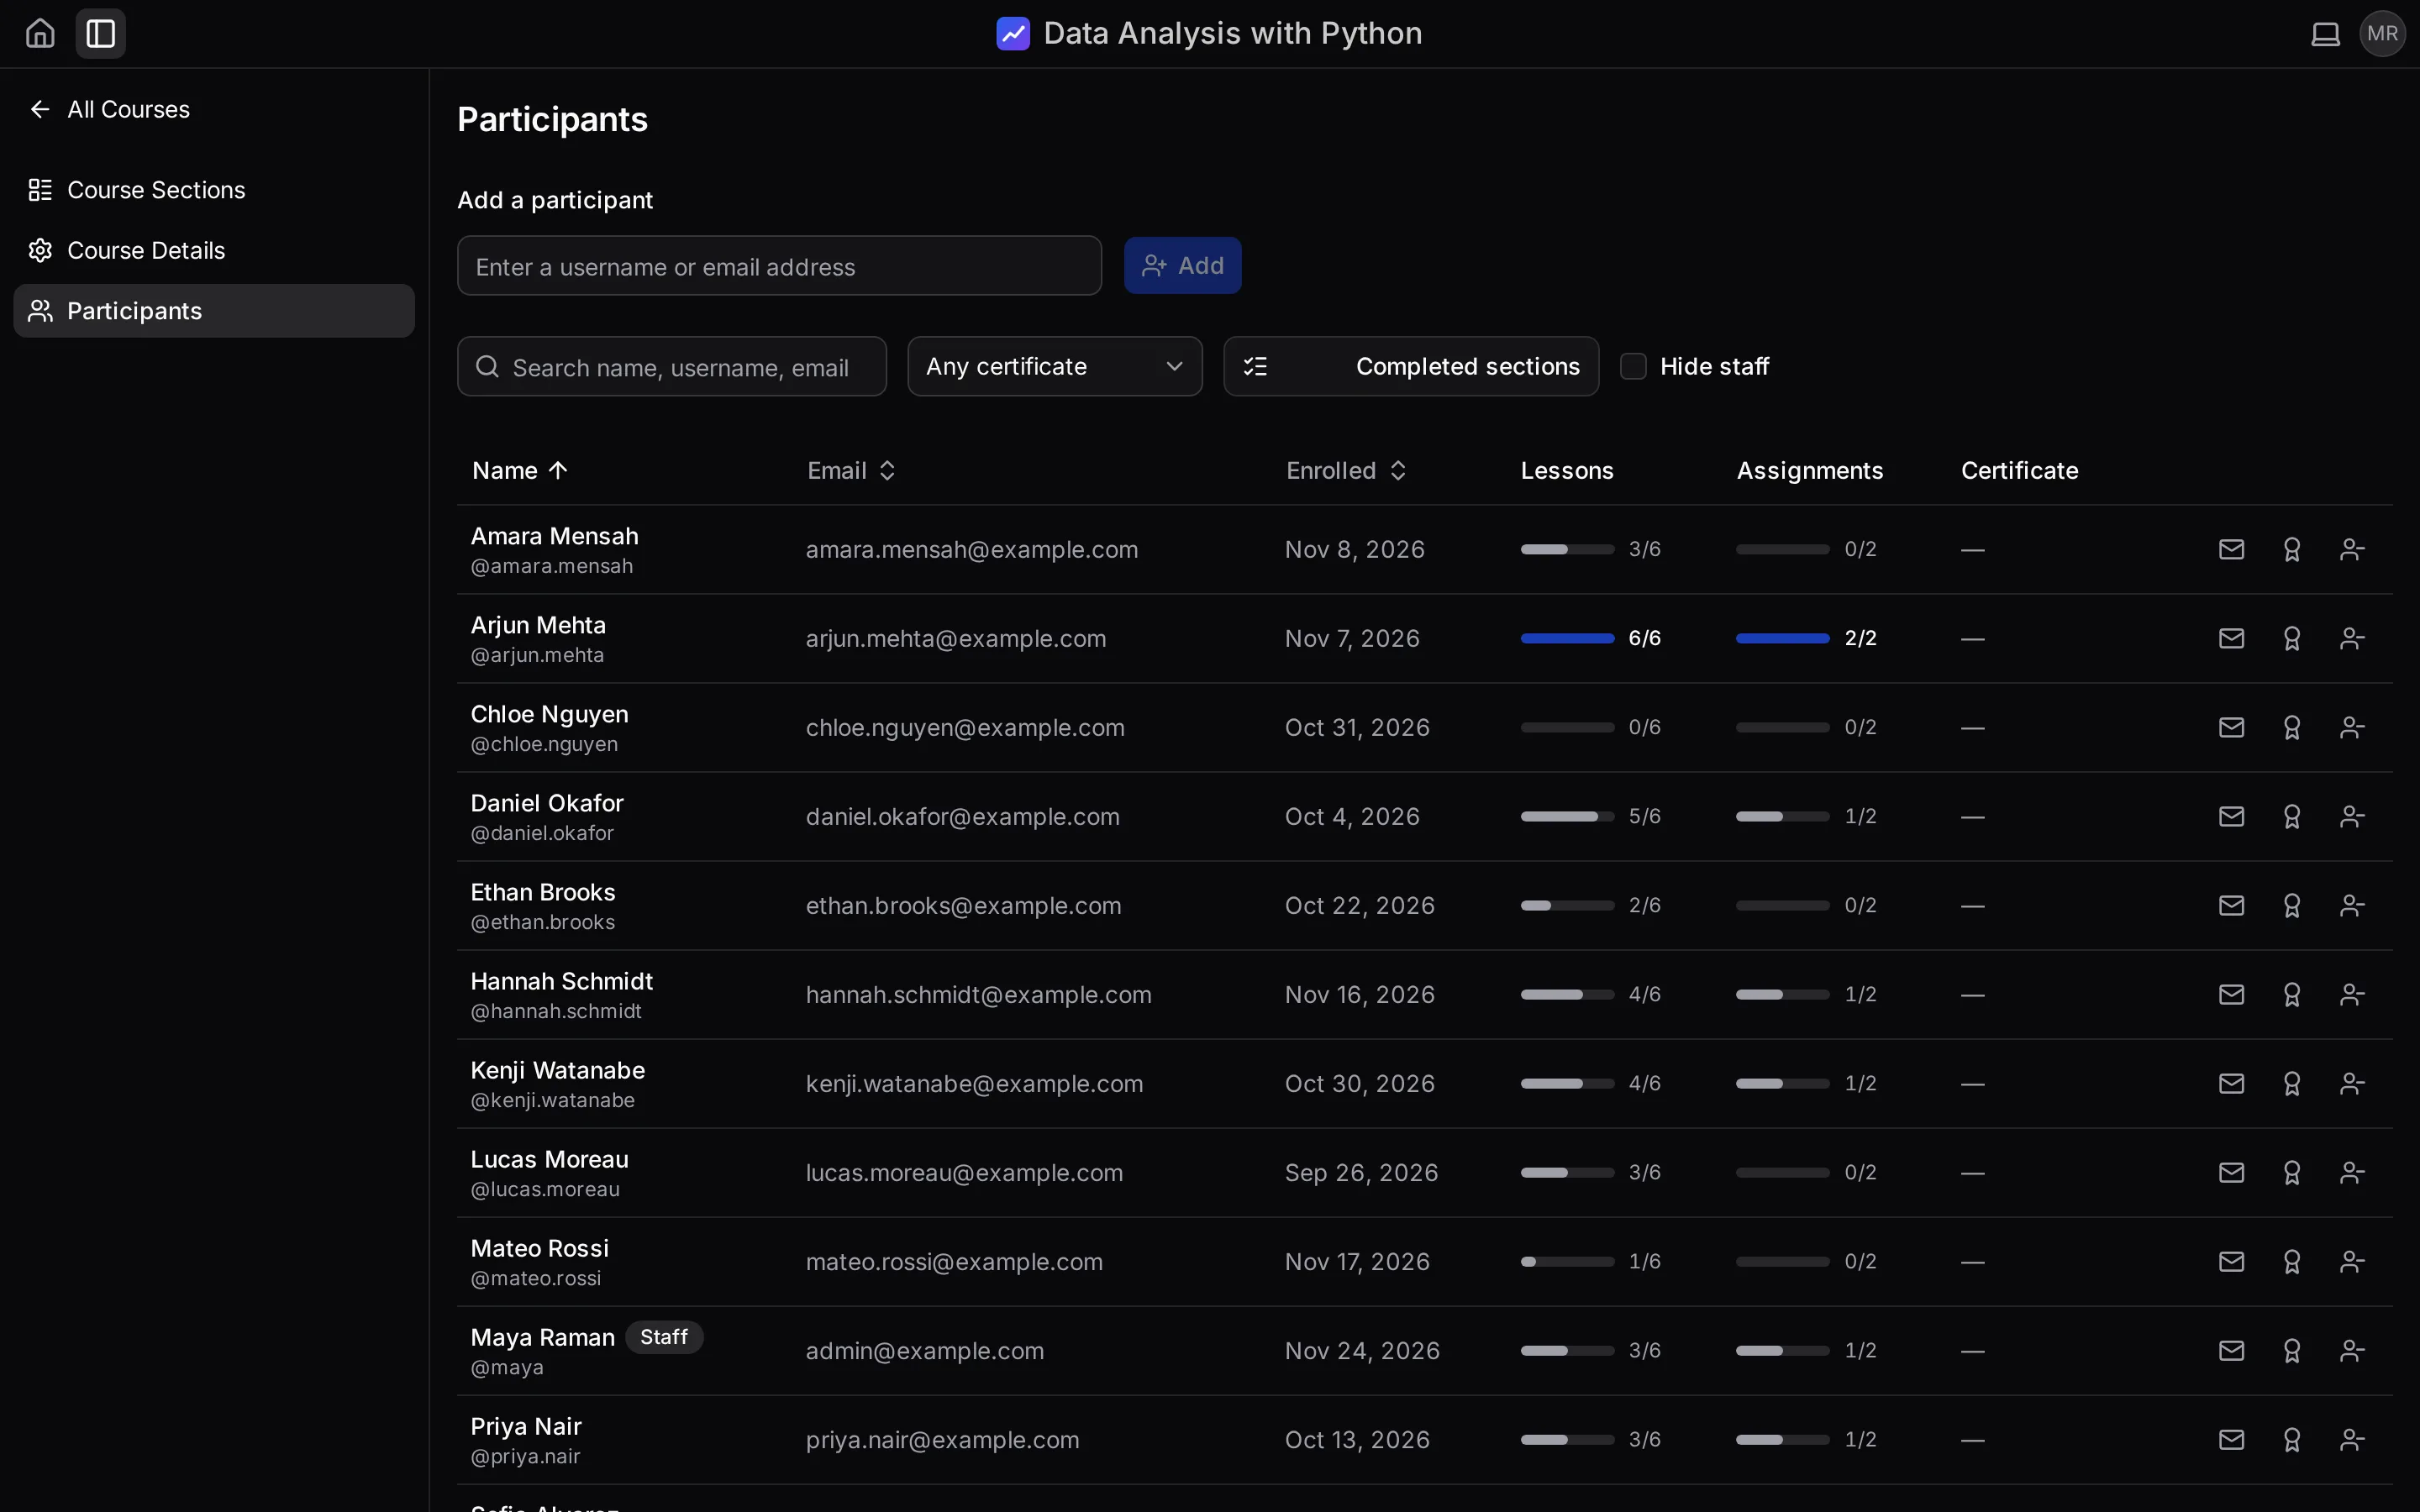 Data Analysis with Python
MR
All Courses
Course Sections
Course Details
Participants
Participants
Add a participant
Enter a username or email address
Add
Search name, username, email
Any certificate
Completed sections
Hide staff
Name Email Enrolled Lessons Assignments Certificate
Amara Mensah
@amara.mensah
amara.mensah@example.com Nov 8, 2026 3/6 0/2 —
Arjun Mehta
@arjun.mehta
arjun.mehta@example.com Nov 7, 2026 6/6 2/2 —
Chloe Nguyen
@chloe.nguyen
chloe.nguyen@example.com Oct 31, 2026 0/6 0/2 —
Daniel Okafor
@daniel.okafor
daniel.okafor@example.com Oct 4, 2026 5/6 1/2 —
Ethan Brooks
@ethan.brooks
ethan.brooks@example.com Oct 22, 2026 2/6 0/2 —
Hannah Schmidt
@hannah.schmidt
hannah.schmidt@example.com Nov 16, 2026 4/6 1/2 —
Kenji Watanabe
@kenji.watanabe
kenji.watanabe@example.com Oct 30, 2026 4/6 1/2 —
Lucas Moreau
@lucas.moreau
lucas.moreau@example.com Sep 26, 2026 3/6 0/2 —
Mateo Rossi
@mateo.rossi
mateo.rossi@example.com Nov 17, 2026 1/6 0/2 —
Maya Raman Staff
@maya
admin@example.com Nov 24, 2026 3/6 1/2 —
Priya Nair
@priya.nair
priya.nair@example.com Oct 13, 2026 3/6 1/2 —